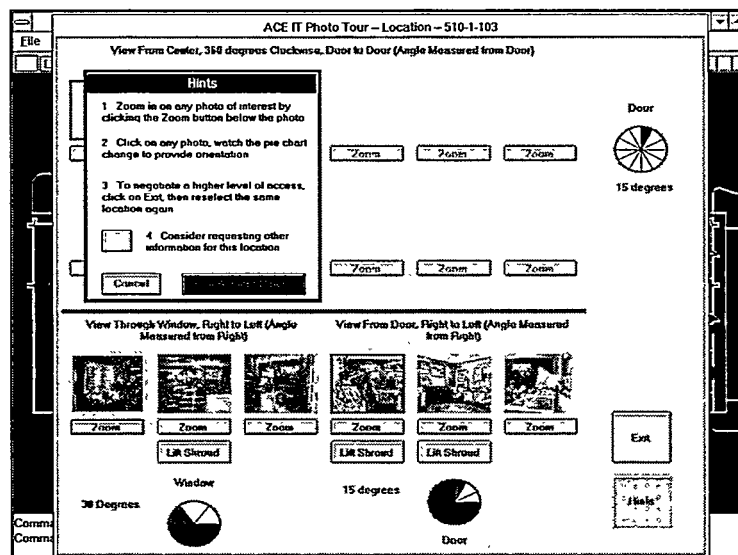 ACE IT Photo Tour – Location – 510-1-103
File
View From Center, 360 degrees Clockwise, Door to Door (Angle Measured from Door)
Hints
1 Zoom in on any photo of interest by
clicking the Zoom button below the photo
2 Click on any photo, watch the pie chart
change to provide orientation
3 To negotiate a higher level of access,
click on Exit, then reselect the same
location again
4 Consider requesting other
information for this location
Cancel
Door
15 degrees
Zoom Zoom Zoom
Zoom Zoom Zoom
View Through Window, Right to Left (Angle
Measured from Right)
View From Door, Right to Left (Angle Measured
from Right)
Zoom Zoom Zoom Zoom Zoom Zoom
Lift Shroud Lift Shroud Lift Shroud
Exit
Hints
Window
30 Degrees
15 degrees
Door
Comma
Comma